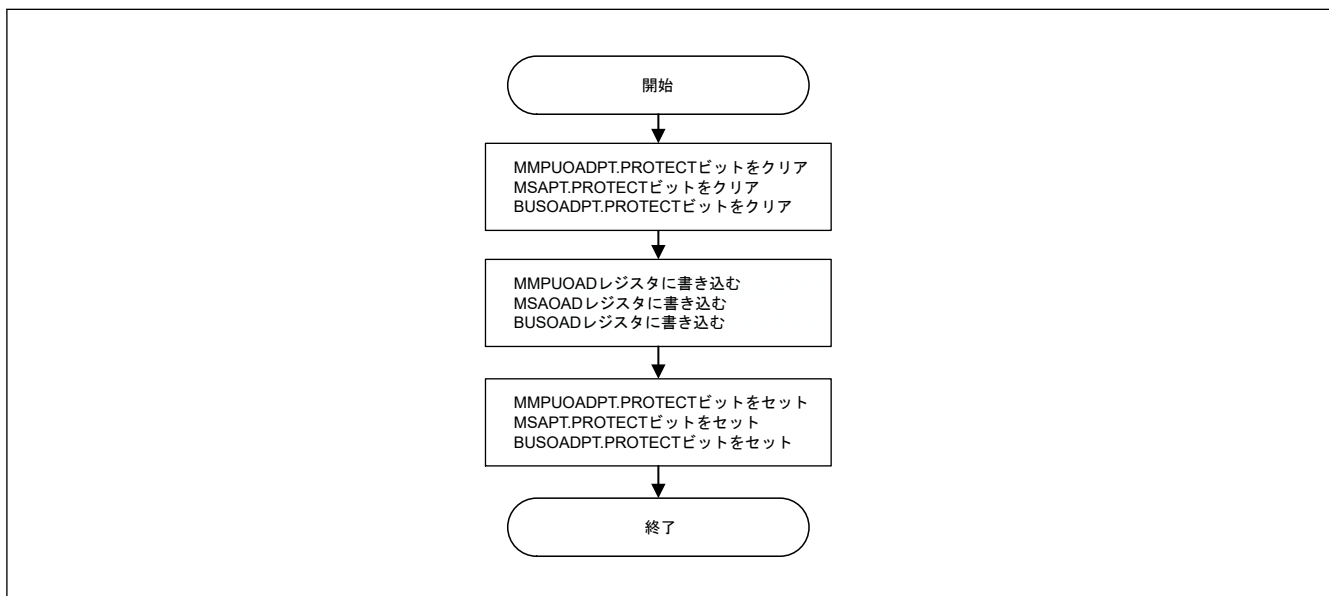 開始
MMPUOADPT.PROTECTビットをクリア
MSAPT.PROTECTビットをクリア
BUSOADPT.PROTECTビットをクリア
MMPUOADレジスタに書き込む
MSAOADレジスタに書き込む
BUSOADレジスタに書き込む
MMPUOADPT.PROTECTビットをセット
MSAPT.PROTECTビットをセット
BUSOADPT.PROTECTビットをセット
終了